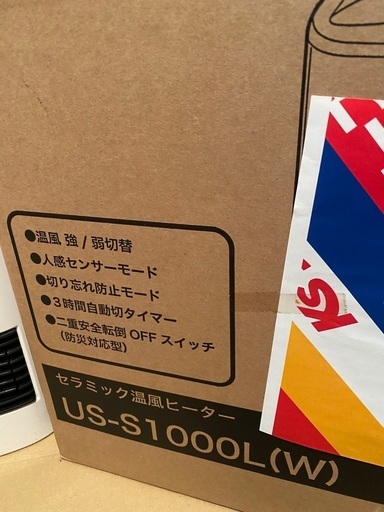 ●温風 強 / 弱切替
●人感センサーモード
●切り忘れ防止モード
●3時間自動切タイマー
●二重安全転倒 OFF スイッチ
(防災対応型)
セラミック温風ヒーター
US-S1000L(W)
K's